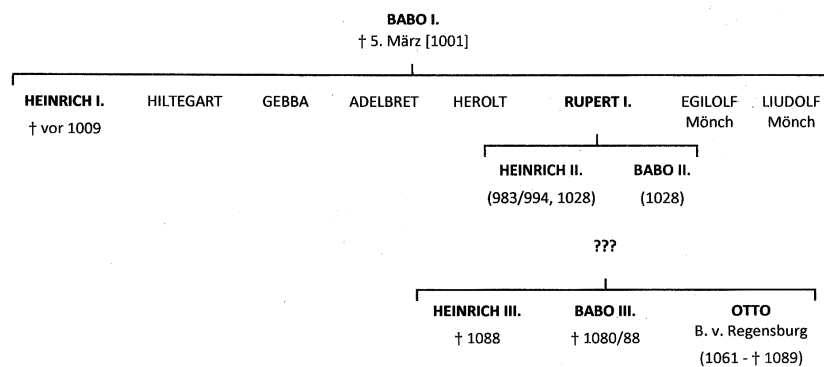 BABO I.
† 5. März [1001]
HEINRICH I. HILTEGART GEBBA ADELBRET HEROLT RUPERT I. EGILOLF LIUDOLF
† vor 1009 Mönch Mönch
HEINRICH II. BABO II.
(983/994, 1028) (1028)
???
HEINRICH III. BABO III. OTTO
† 1088 † 1080/88 B. v. Regensburg
(1061 - † 1089)